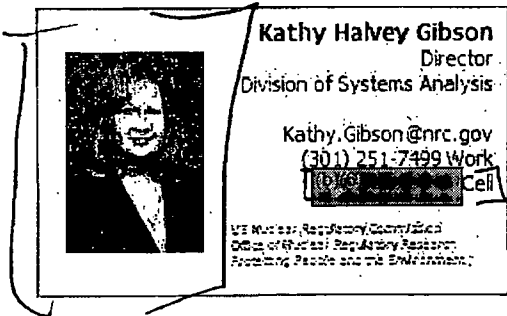 Kathy Halvey Gibson
Director
Division of Systems Analysis
Kathy.Gibson@nrc.gov
(301) 251-7499 Work
(b)(6) Cell
US Nuclear Regulatory Commission
Office of Nuclear Regulatory Research
Protecting People and the Environment